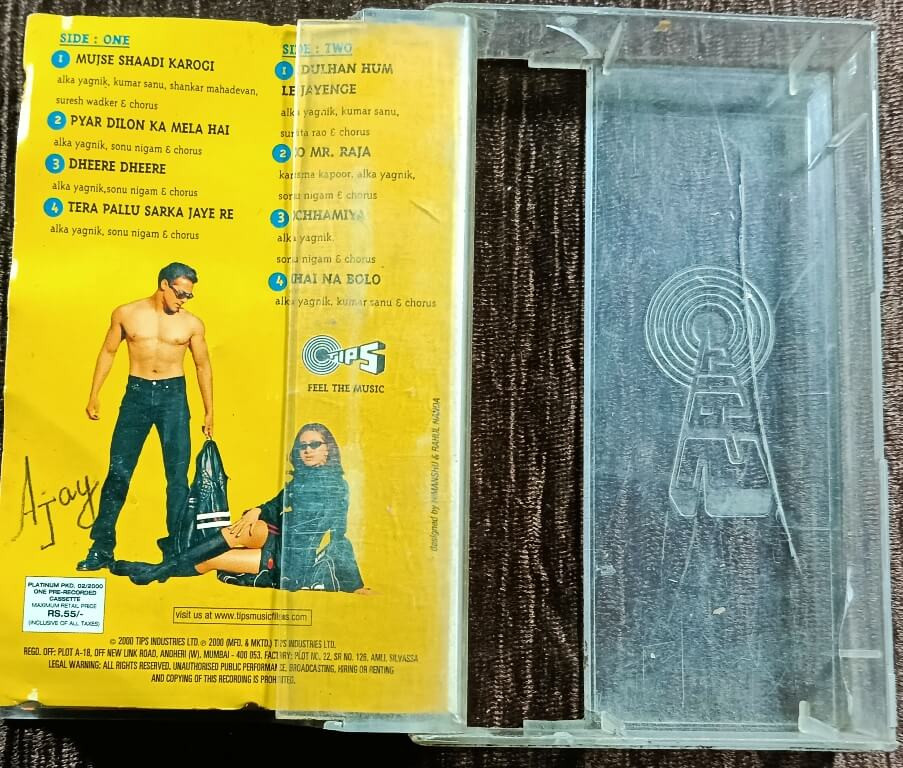 SIDE : ONE
1 MUJSE SHAADI KAROGI
alka yagnik, kumar sanu, shankar mahadevan,
suresh wadker & chorus
2 PYAR DILON KA MELA HAI
alka yagnik, sonu nigam & chorus
3 DHEERE DHEERE
alka yagnik,sonu nigam & chorus
4 TERA PALLU SARKA JAYE RE
alka yagnik, sonu nigam & chorus
SIDE : TWO
1 DULHAN HUM
LE JAYENGE
alka yagnik, kumar sanu,
sunita rao & chorus
2 O MR. RAJA
karisma kapoor, alka yagnik,
sonu nigam & chorus
3 CHHAMIYA
alka yagnik,
sonu nigam & chorus
4 HAI NA BOLO
alka yagnik, kumar sanu & chorus
TIPS
FEEL THE MUSIC
designed by HIMANSHU & RAHUL NANDA
Ajay
PLATINUM PKD. 02/2000
ONE PRE-RECORDED
CASSETTE
MAXIMUM RETAIL PRICE
RS.55/-
(INCLUSIVE OF ALL TAXES)
visit us at www.tipsmusicfilms.com
© 2000 TIPS INDUSTRIES LTD. ℗ 2000 (MFD. & MKTD.) TIPS INDUSTRIES LTD.
REGD. OFF: PLOT A-18, OFF NEW LINK ROAD, ANDHERI (W), MUMBAI - 400 053. FACTORY: PLOT NO. 22, SR NO. 126, AMLI, SILVASSA
LEGAL WARNING: ALL RIGHTS RESERVED. UNAUTHORISED PUBLIC PERFORMANCE, BROADCASTING, HIRING OR RENTING
AND COPYING OF THIS RECORDING IS PROHIBITED.
TIPS